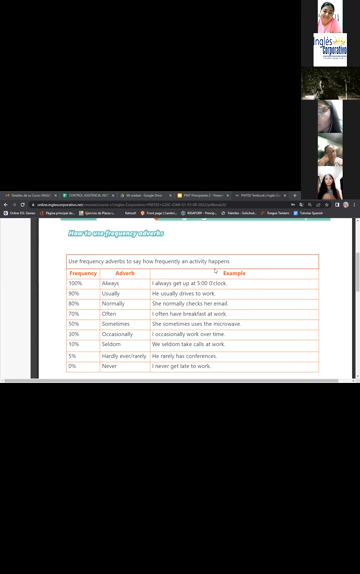 Inglés
corporativo
online.inglescorporativo.net
How to use frequency adverbs
Use frequency adverbs to say how frequently an activity happens
Frequency Adverb Example
100% Always I always get up at 5:00 O'clock.
90% Usually He usually drives to work.
80% Normally She normally checks her email.
70% Often I often have breakfast at work.
50% Sometimes She sometimes uses the microwave.
30% Occasionally I occasionally work over time.
10% Seldom We seldom take calls at work.
5% Hardly ever/rarely He rarely has conferences.
0% Never I never get late to work.